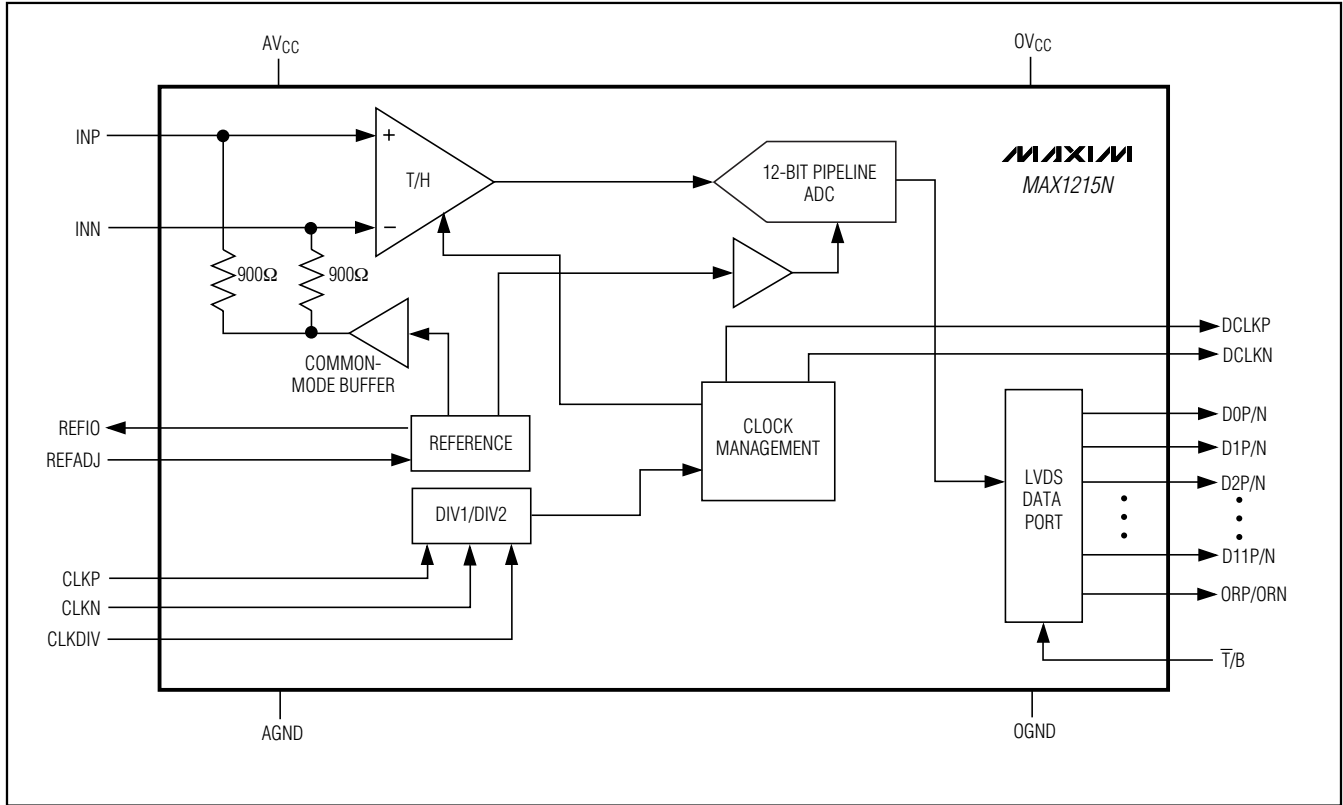 AVCC
OVCC
INP
+
T/H
12-BIT PIPELINE
ADC
MAXIM
MAX1215N
INN
−
900Ω
900Ω
COMMON-
MODE BUFFER
DCLKP
DCLKN
REFIO
REFADJ
REFERENCE
CLOCK
MANAGEMENT
D0P/N
D1P/N
D2P/N
D11P/N
ORP/ORN
LVDS
DATA
PORT
DIV1/DIV2
CLKP
CLKN
CLKDIV
T̅/B
AGND
OGND